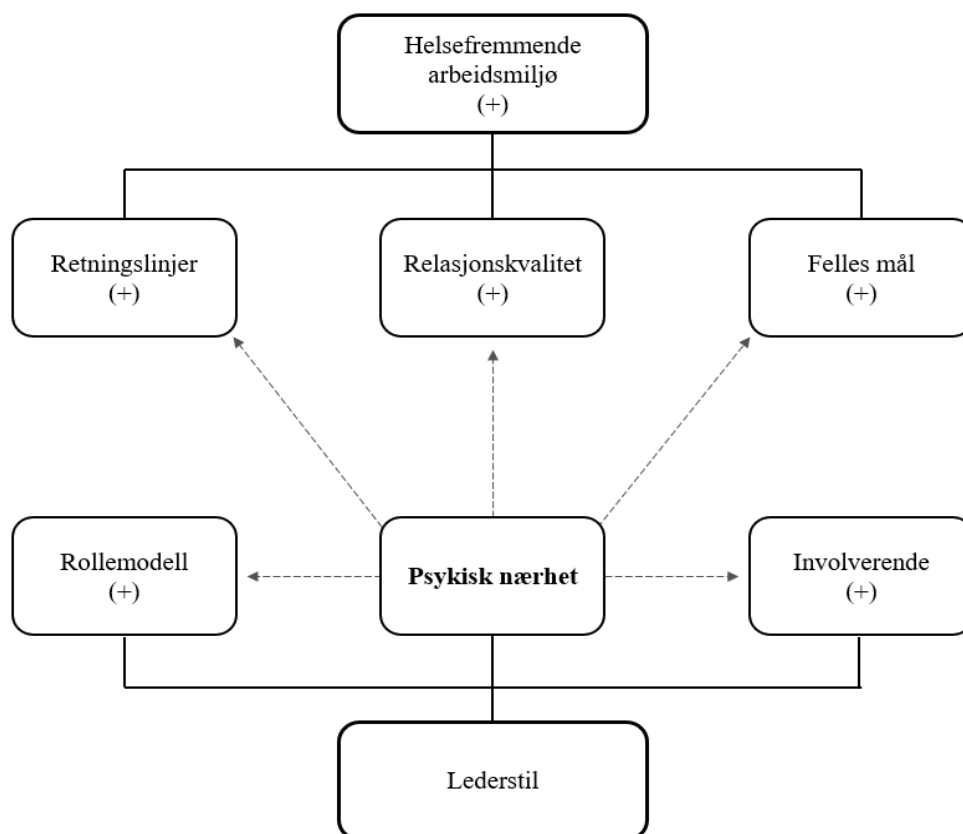 Helsefremmende
arbeidsmiljø
(+)
Retningslinjer
(+)
Relasjonskvalitet
(+)
Felles mål
(+)
Rollemodell
(+)
Psykisk nærhet
Involverende
(+)
Lederstil